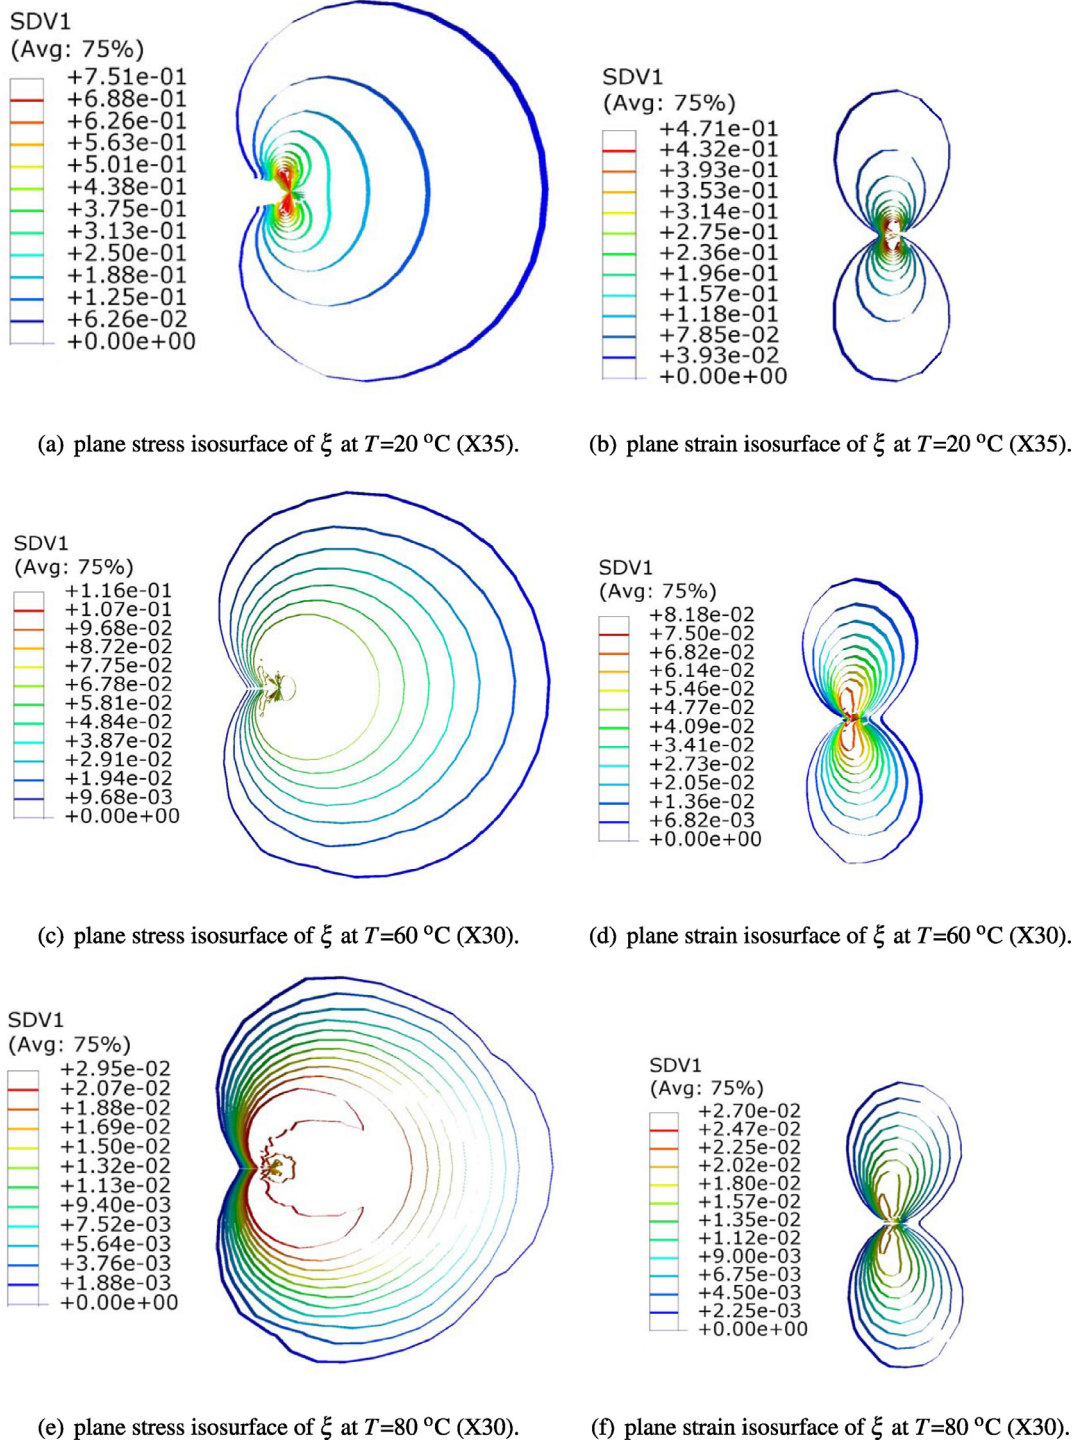 SDV1
(Avg: 75%)
+7.51e-01
+6.88e-01
+6.26e-01
+5.63e-01
+5.01e-01
+4.38e-01
+3.75e-01
+3.13e-01
+2.50e-01
+1.88e-01
+1.25e-01
+6.26e-02
+0.00e+00
SDV1
(Avg: 75%)
+4.71e-01
+4.32e-01
+3.93e-01
+3.53e-01
+3.14e-01
+2.75e-01
+2.36e-01
+1.96e-01
+1.57e-01
+1.18e-01
+7.85e-02
+3.93e-02
+0.00e+00
(a) plane stress isosurface of ξ at T=20 °C (X35).
(b) plane strain isosurface of ξ at T=20 °C (X35).
SDV1
(Avg: 75%)
+1.16e-01
+1.07e-01
+9.68e-02
+8.72e-02
+7.75e-02
+6.78e-02
+5.81e-02
+4.84e-02
+3.87e-02
+2.91e-02
+1.94e-02
+9.68e-03
+0.00e+00
SDV1
(Avg: 75%)
+8.18e-02
+7.50e-02
+6.82e-02
+6.14e-02
+5.46e-02
+4.77e-02
+4.09e-02
+3.41e-02
+2.73e-02
+2.05e-02
+1.36e-02
+6.82e-03
+0.00e+00
(c) plane stress isosurface of ξ at T=60 °C (X30).
(d) plane strain isosurface of ξ at T=60 °C (X30).
SDV1
(Avg: 75%)
+2.95e-02
+2.07e-02
+1.88e-02
+1.69e-02
+1.50e-02
+1.32e-02
+1.13e-02
+9.40e-03
+7.52e-03
+5.64e-03
+3.76e-03
+1.88e-03
+0.00e+00
SDV1
(Avg: 75%)
+2.70e-02
+2.47e-02
+2.25e-02
+2.02e-02
+1.80e-02
+1.57e-02
+1.35e-02
+1.12e-02
+9.00e-03
+6.75e-03
+4.50e-03
+2.25e-03
+0.00e+00
(e) plane stress isosurface of ξ at T=80 °C (X30).
(f) plane strain isosurface of ξ at T=80 °C (X30).